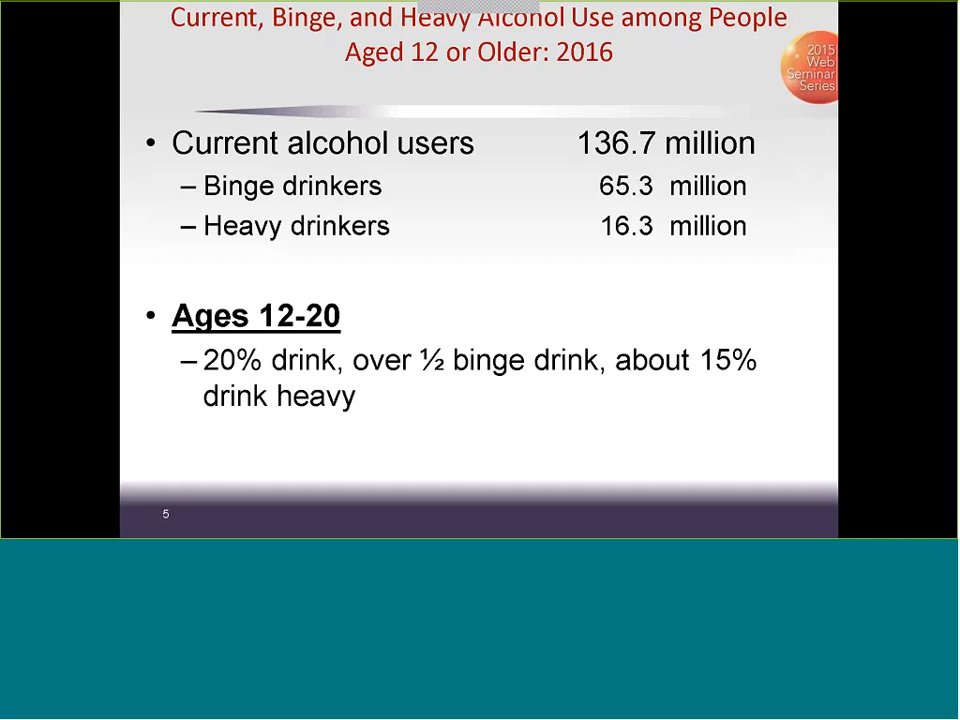 Current, Binge, and Heavy Alcohol Use among People
Aged 12 or Older: 2016
2015
Web
Seminar
Series
• Current alcohol users 136.7 million
– Binge drinkers 65.3 million
– Heavy drinkers 16.3 million
• Ages 12-20
– 20% drink, over ½ binge drink, about 15%
drink heavy
5